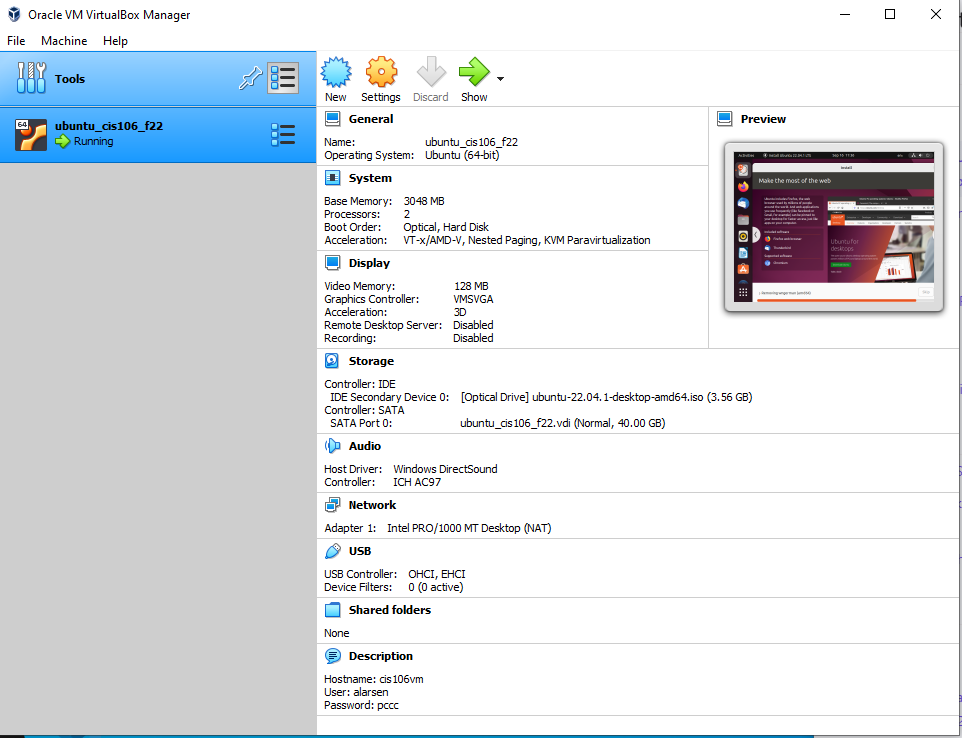 Oracle VM VirtualBox Manager
File Machine Help
Tools
New Settings Discard Show
64
ubuntu_cis106_f22
Running
General
Name: ubuntu_cis106_f22
Operating System: Ubuntu (64-bit)
System
Base Memory: 3048 MB
Processors: 2
Boot Order: Optical, Hard Disk
Acceleration: VT-x/AMD-V, Nested Paging, KVM Paravirtualization
Display
Video Memory: 128 MB
Graphics Controller: VMSVGA
Acceleration: 3D
Remote Desktop Server: Disabled
Recording: Disabled
Preview
Activities
Install
Make the most of the web
Ubuntu for
desktops
Storage
Controller: IDE
IDE Secondary Device 0: [Optical Drive] ubuntu-22.04.1-desktop-amd64.iso (3.56 GB)
Controller: SATA
SATA Port 0: ubuntu_cis106_f22.vdi (Normal, 40.00 GB)
Audio
Host Driver: Windows DirectSound
Controller: ICH AC97
Network
Adapter 1: Intel PRO/1000 MT Desktop (NAT)
USB
USB Controller: OHCI, EHCI
Device Filters: 0 (0 active)
Shared folders
None
Description
Hostname: cis106vm
User: alarsen
Password: pccc